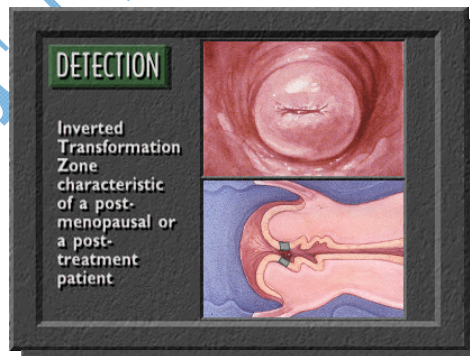 DETECTION
Inverted
Transformation
Zone
characteristic
of a post-
menopausal or
a post-
treatment
patient